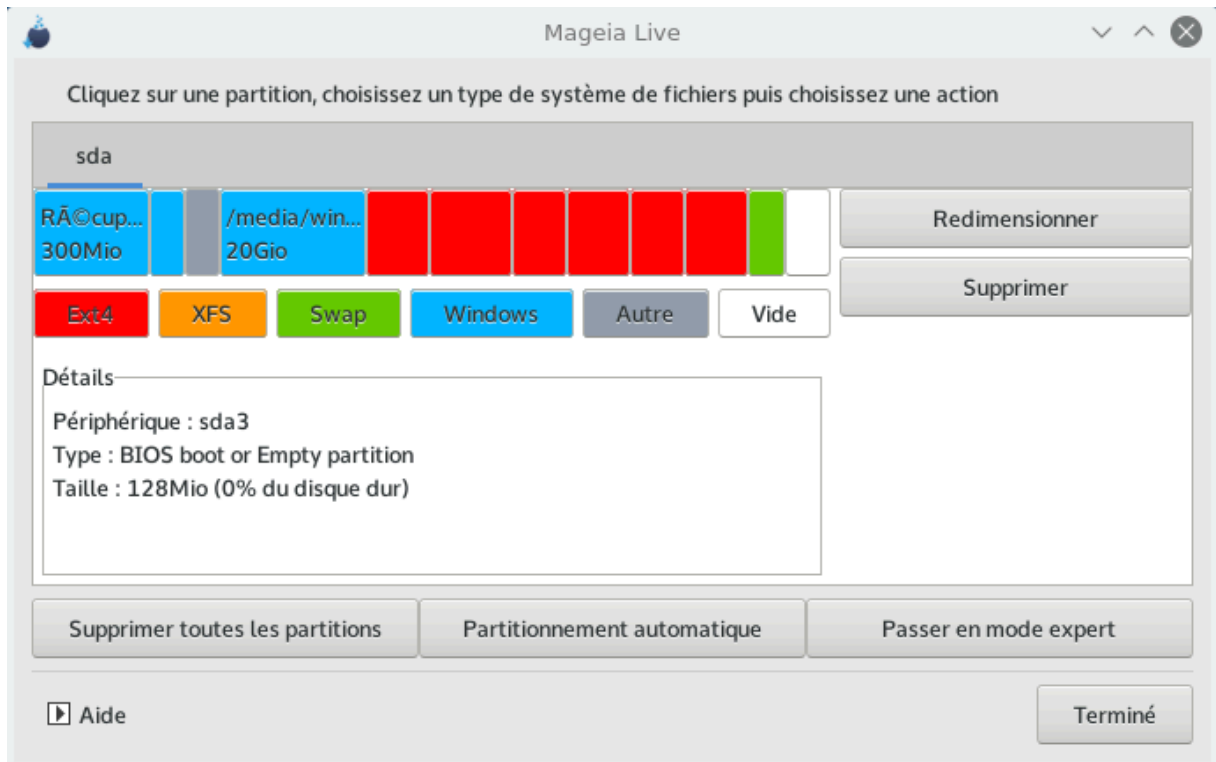 Mageia Live
Cliquez sur une partition, choisissez un type de système de fichiers puis choisissez une action
sda
RÃ©cup...
300Mio
/media/win...
20Gio
Redimensionner
Supprimer
Ext4
XFS
Swap
Windows
Autre
Vide
Détails
Périphérique : sda3
Type : BIOS boot or Empty partition
Taille : 128Mio (0% du disque dur)
Supprimer toutes les partitions
Partitionnement automatique
Passer en mode expert
Aide
Terminé